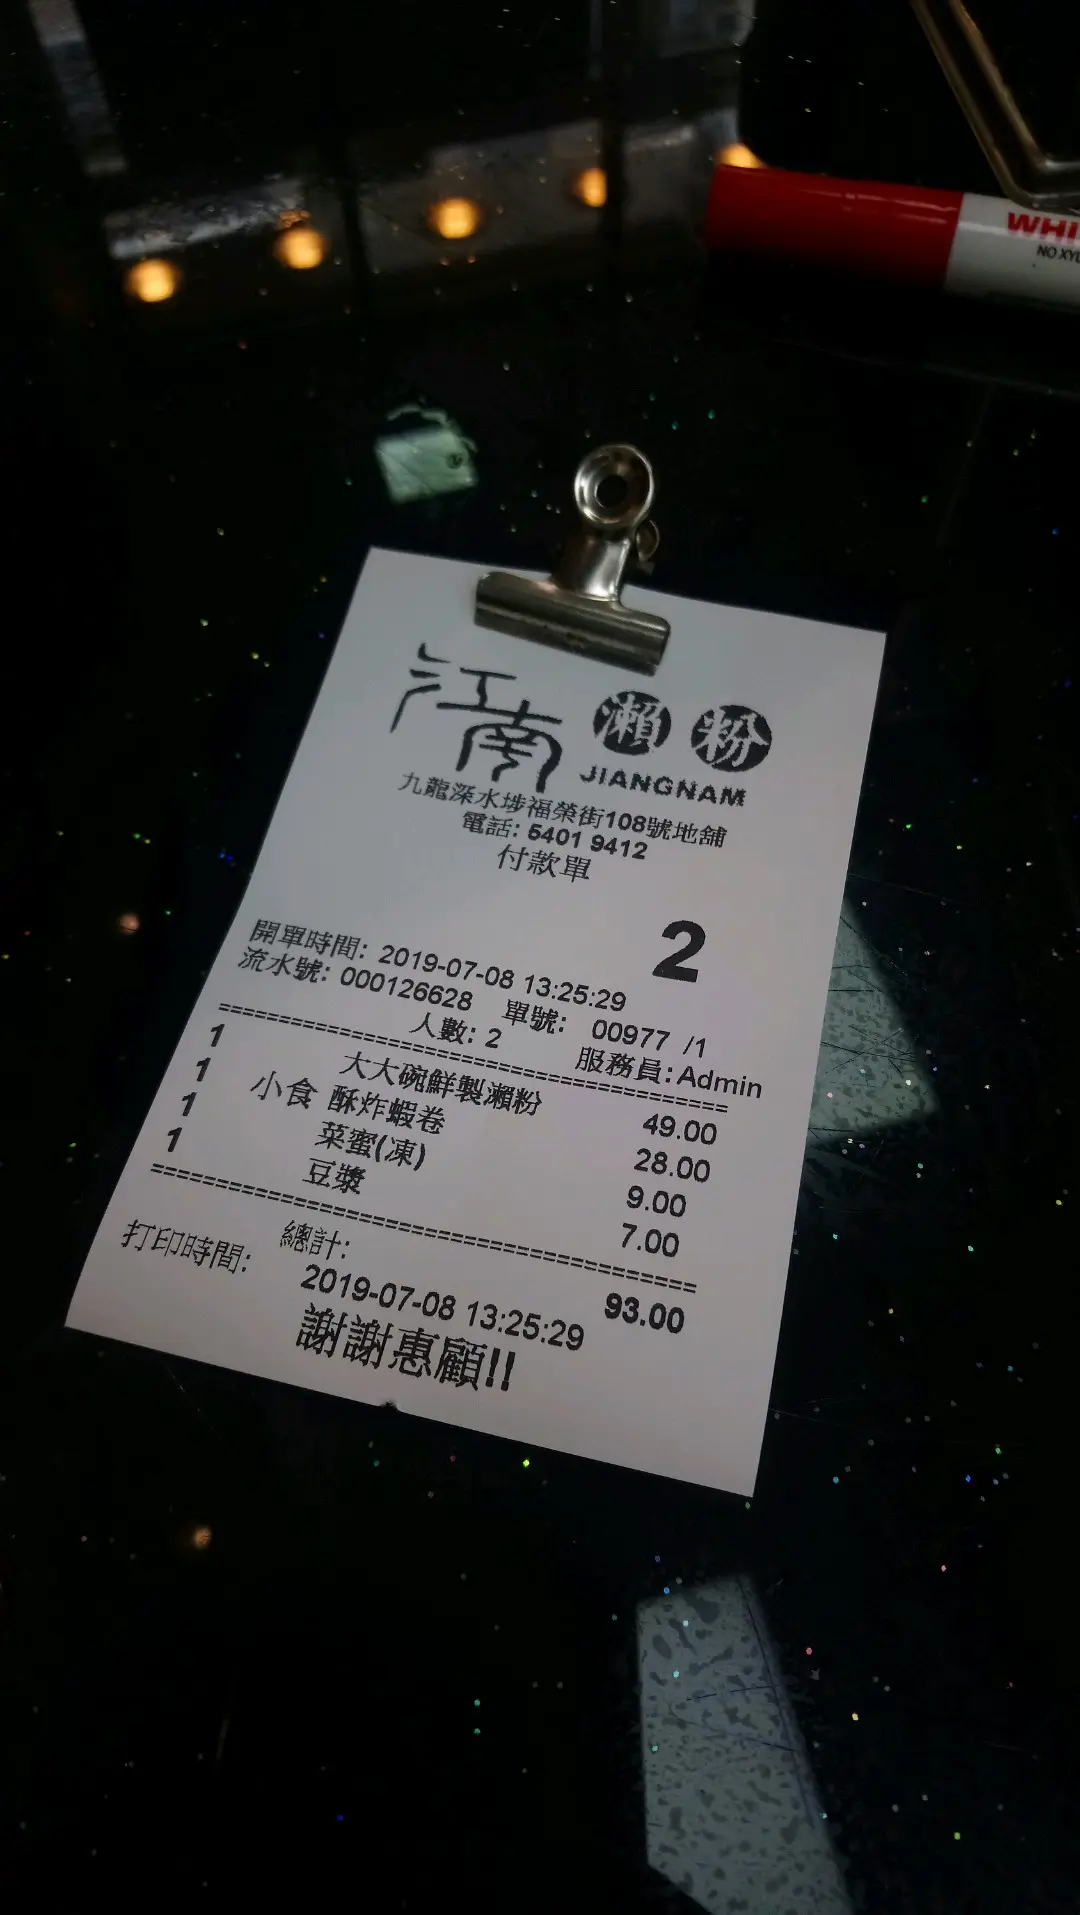 江南 瀨粉
JIANGNAM
九龍深水埗福榮街108號地舖
電話: 5401 9412
付款單
2
開單時間: 2019-07-08 13:25:29
流水號: 000126628 單號: 00977 /1
人數: 2 服務員:Admin
================================
1 大大碗鮮製瀨粉 49.00
1 小食 酥炸蝦卷 28.00
1 菜蜜(凍) 9.00
1 豆漿 7.00
================================
總計: 93.00
打印時間: 2019-07-08 13:25:29
謝謝惠顧!!
WHI
NO XYL